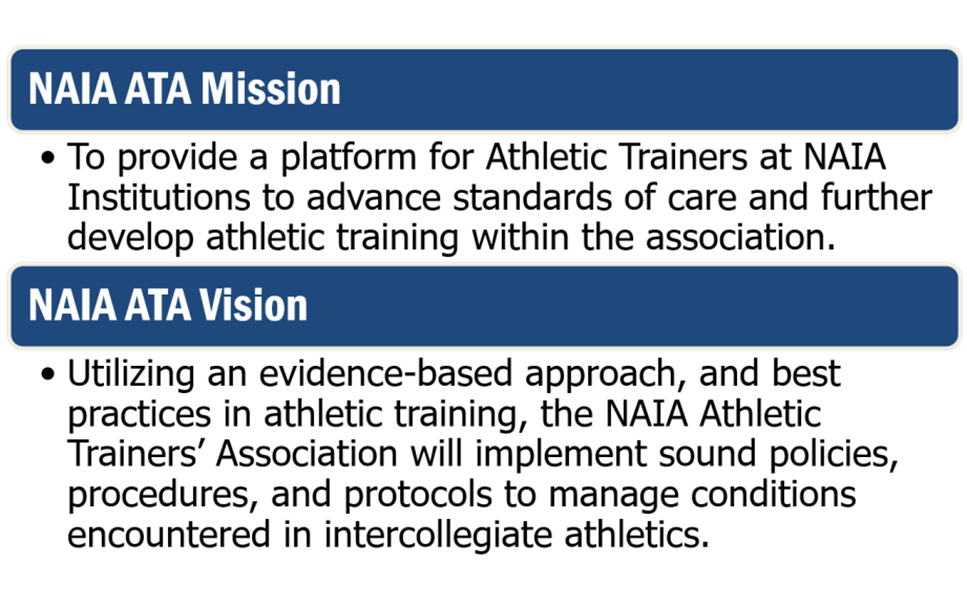 NAIA ATA Mission
• To provide a platform for Athletic Trainers at NAIA
Institutions to advance standards of care and further
develop athletic training within the association.
NAIA ATA Vision
• Utilizing an evidence-based approach, and best
practices in athletic training, the NAIA Athletic
Trainers’ Association will implement sound policies,
procedures, and protocols to manage conditions
encountered in intercollegiate athletics.